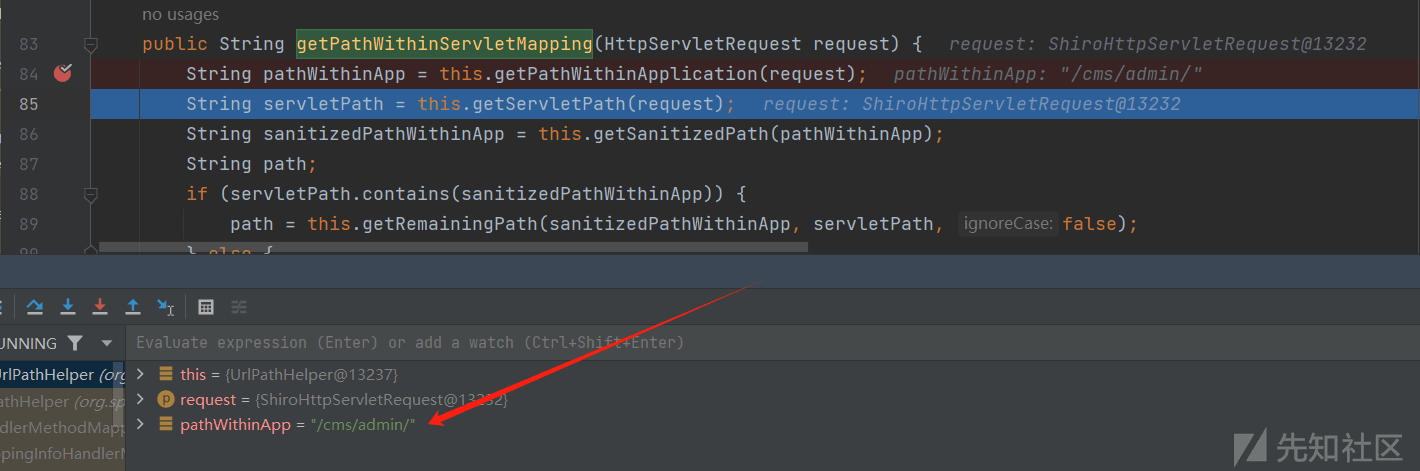 no usages
83 public String getPathWithinServletMapping(HttpServletRequest request) { request: ShiroHttpServletRequest@13232
84 String pathWithinApp = this.getPathWithinApplication(request); pathWithinApp: "/cms/admin/"
85 String servletPath = this.getServletPath(request); request: ShiroHttpServletRequest@13232
86 String sanitizedPathWithinApp = this.getSanitizedPath(pathWithinApp);
87 String path;
88 if (servletPath.contains(sanitizedPathWithinApp)) {
89 path = this.getRemainingPath(sanitizedPathWithinApp, servletPath, ignoreCase: false);
90 } else {
UNNING
Evaluate expression (Enter) or add a watch (Ctrl+Shift+Enter)
UrlPathHelper (org
this = {UrlPathHelper@13237}
athHelper (org.sp
request = {ShiroHttpServletRequest@13232}
dlerMethodMapp
pathWithinApp = "/cms/admin/"
ppingInfoHandlerM
先知社区